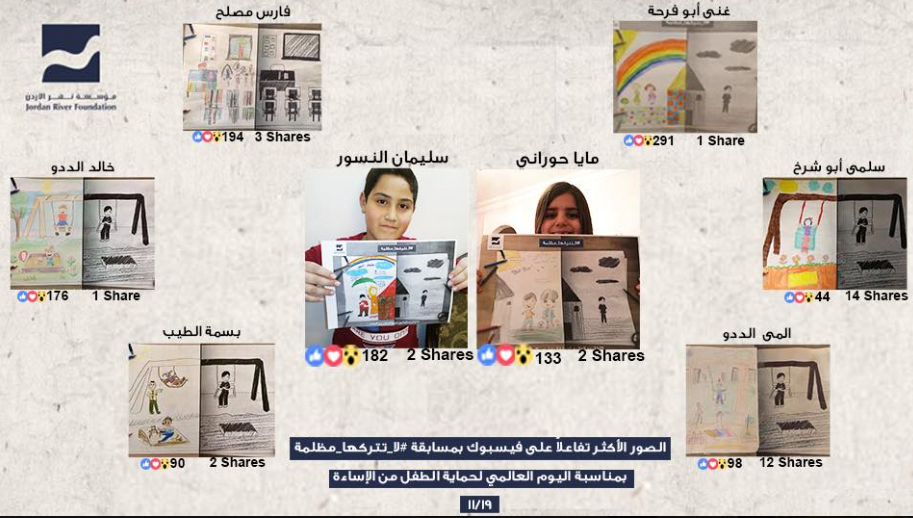 فارس مصلح
غنى أبو فرحة
مؤسسة نهر الاردن
Jordan River Foundation
194 3 Shares
291 1 Share
خالد الددو
سليمان النسور
مايا حوراني
سلمى أبو شرخ
176 1 Share
44 14 Shares
بسمة الطيب
المى الددو
182 2 Shares
133 2 Shares
90 2 Shares
98 12 Shares
الصور الأكثر تفاعلاً على فيسبوك بمسابقة #لا_تتركها_مظلمة
بمناسبة اليوم العالمي لحماية الطفل من الإساءة
١١/١٩